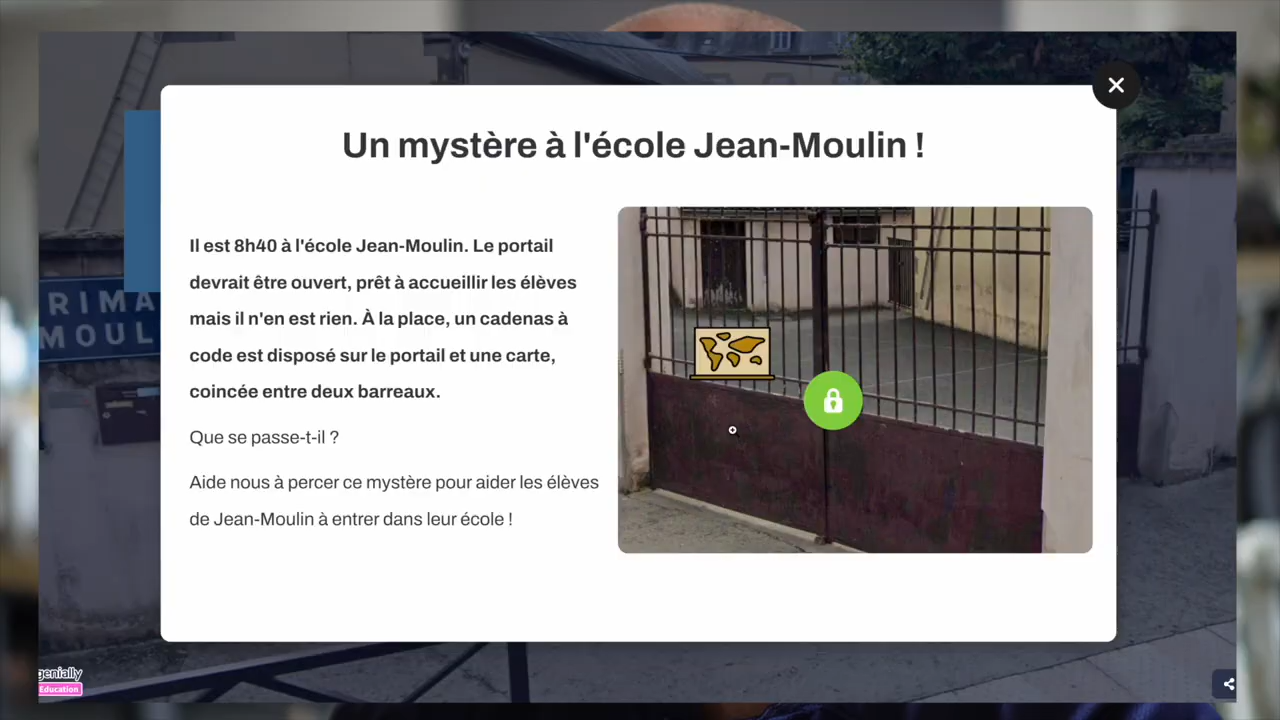 Un mystère à l'école Jean-Moulin !
Il est 8h40 à l'école Jean-Moulin. Le portail
devrait être ouvert, prêt à accueillir les élèves
mais il n'en est rien. À la place, un cadenas à
code est disposé sur le portail et une carte,
coincée entre deux barreaux.
Que se passe-t-il ?
Aide nous à percer ce mystère pour aider les élèves
de Jean-Moulin à entrer dans leur école !
RIMA
MOUL
genially
Education